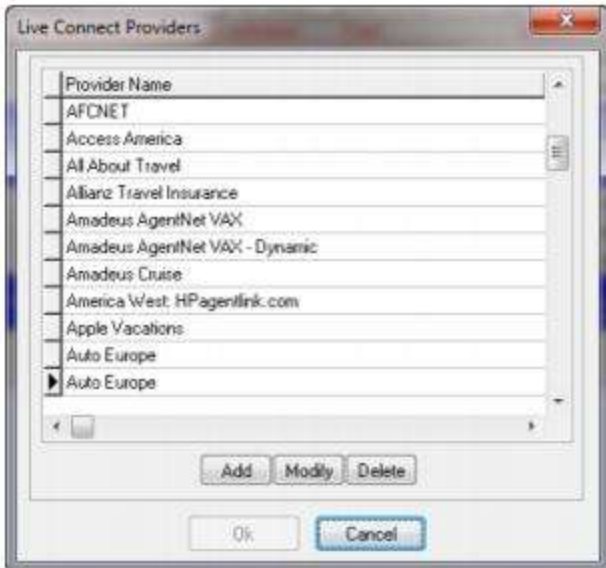 Live Connect Providers
Provider Name
AFCNET
Access America
All About Travel
Allianz Travel Insurance
Amadeus AgentNet VAX
Amadeus AgentNet VAX - Dynamic
Amadeus Cruise
America West: HPagentlink.com
Apple Vacations
Auto Europe
Auto Europe
Add Modify Delete
Ok Cancel